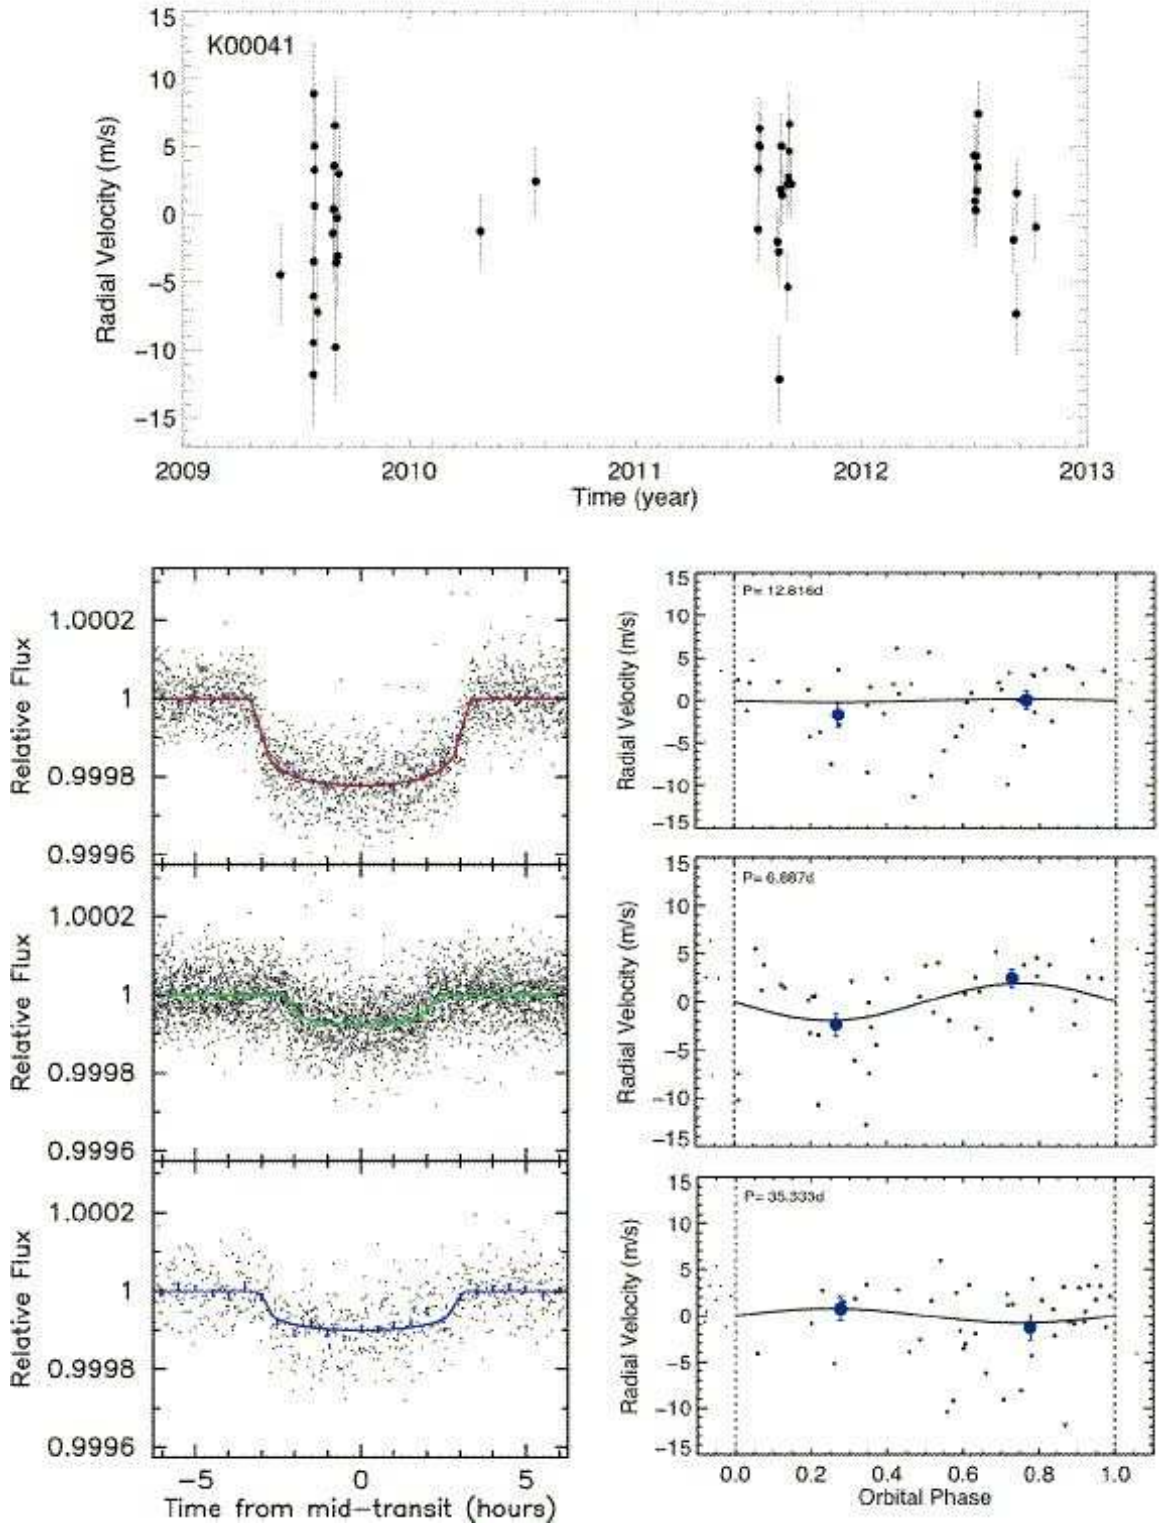 K00041
15
10
5
0
−5
−10
−15
Radial Velocity (m/s)
2009 2010 2011 2012 2013
Time (year)
1.0002
1
0.9998
0.9996
Relative Flux
P= 12.816d
15
10
5
0
−5
−10
−15
Radial Velocity (m/s)
1.0002
1
0.9998
0.9996
Relative Flux
P= 6.887d
15
10
5
0
−5
−10
−15
Radial Velocity (m/s)
1.0002
1
0.9998
0.9996
Relative Flux
−5 0 5
Time from mid−transit (hours)
P= 35.333d
15
10
5
0
−5
−10
−15
Radial Velocity (m/s)
0.0 0.2 0.4 0.6 0.8 1.0
Orbital Phase